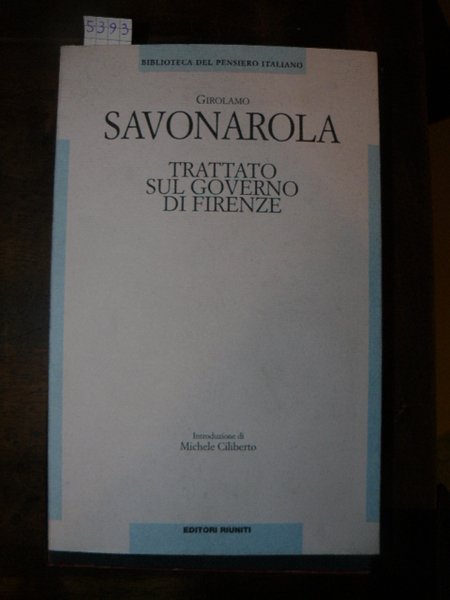 5393
BIBLIOTECA DEL PENSIERO ITALIANO
GIROLAMO
SAVONAROLA
TRATTATO
SUL GOVERNO
DI FIRENZE
Introduzione di
Michele Ciliberto
EDITORI RIUNITI